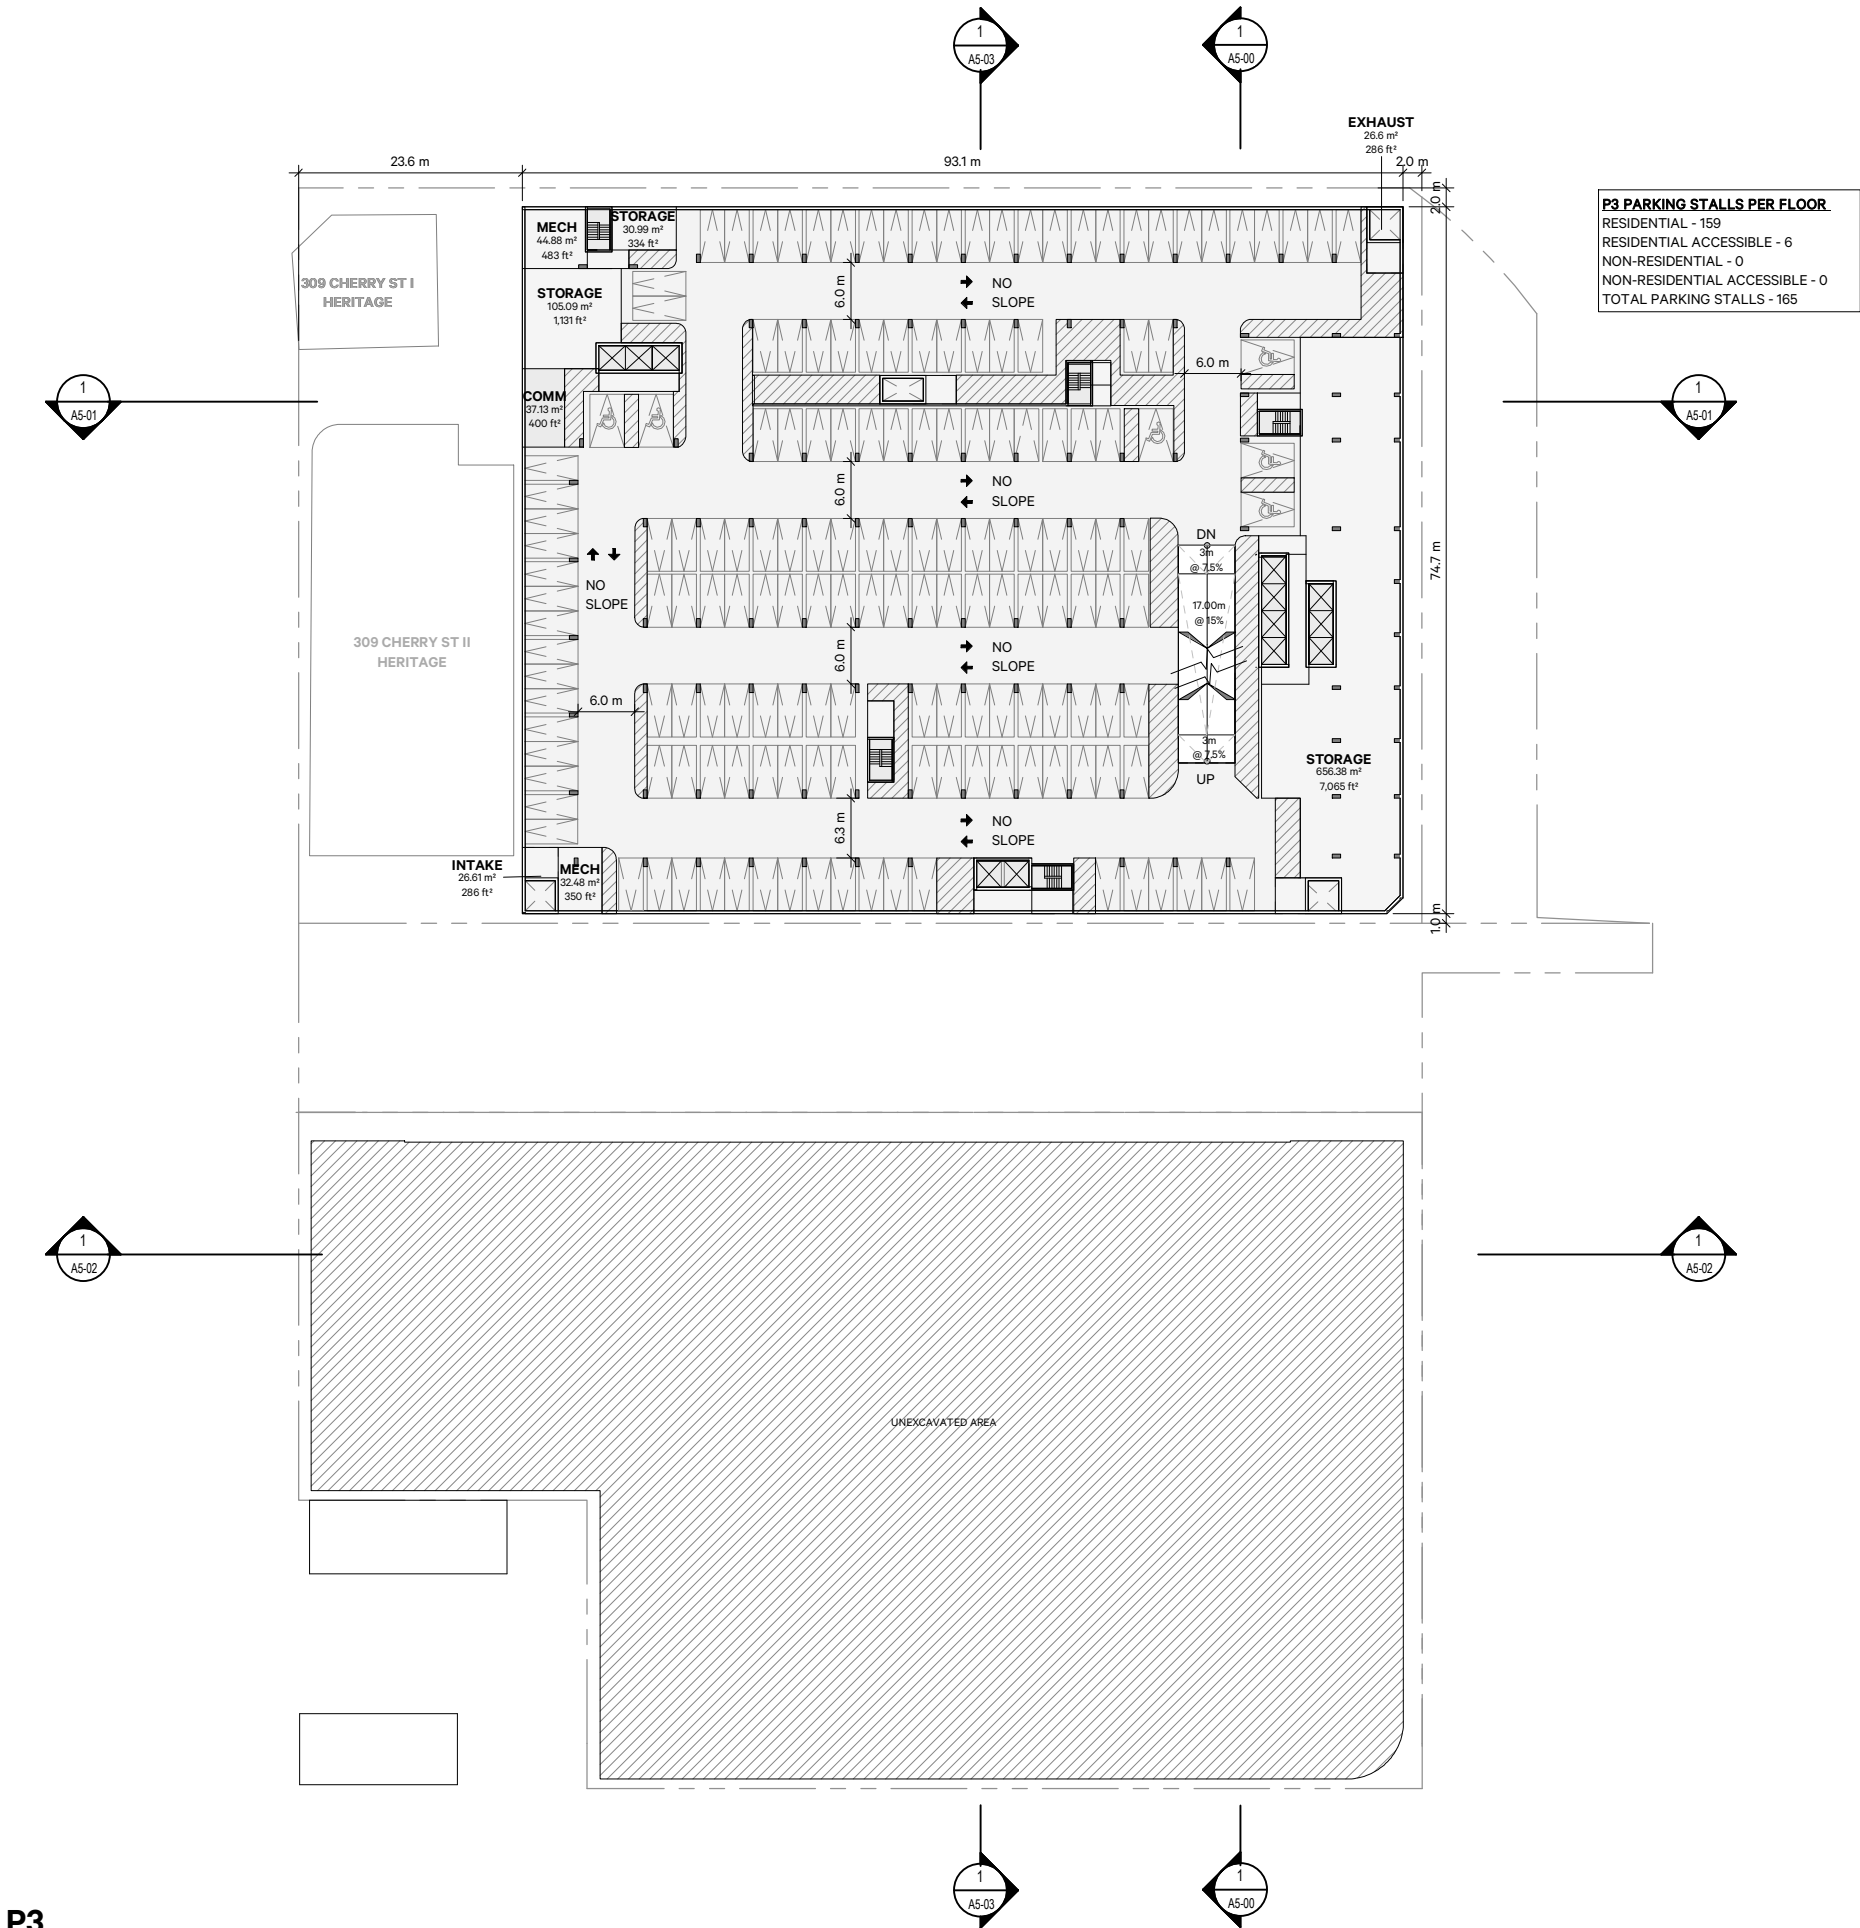 1
A5-03
1
A5-00
EXHAUST
26.6 m²
286 ft²
23.6 m
93.1 m
2.0 m
2.0 m
P3 PARKING STALLS PER FLOOR
RESIDENTIAL - 159
RESIDENTIAL ACCESSIBLE - 6
NON-RESIDENTIAL - 0
NON-RESIDENTIAL ACCESSIBLE - 0
TOTAL PARKING STALLS - 165
MECH
44.88 m²
483 ft²
STORAGE
30.99 m²
334 ft²
309 CHERRY ST I
HERITAGE
STORAGE
105.09 m²
1,131 ft²
6.0 m
NO
SLOPE
6.0 m
1
A5-01
COMM
37.13 m²
400 ft²
1
A5-01
6.0 m
NO
SLOPE
DN
3m
@ 7.5%
74.7 m
NO
SLOPE
17.00m
@ 15%
309 CHERRY ST II
HERITAGE
6.0 m
NO
SLOPE
6.0 m
3m
@ 7.5%
UP
STORAGE
656.38 m²
7,065 ft²
6.3 m
NO
SLOPE
INTAKE
26.61 m²
286 ft²
MECH
32.48 m²
350 ft²
1.0 m
1
A5-02
1
A5-02
UNEXCAVATED AREA
1
A5-03
1
A5-00
P3